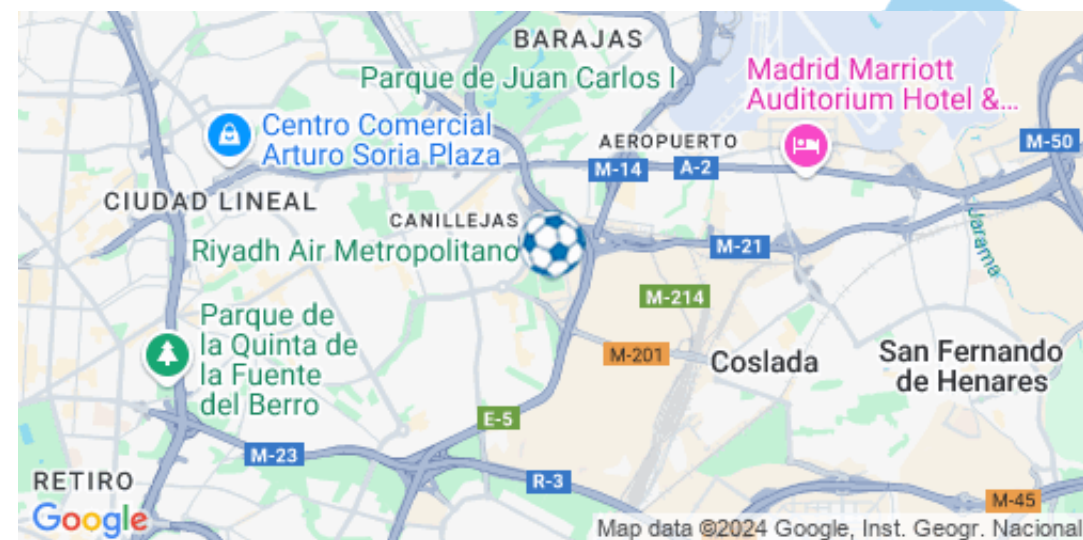 BARAJAS
Parque de Juan Carlos I
Madrid Marriott
Auditorium Hotel &...
Centro Comercial
Arturo Soria Plaza
AEROPUERTO
M-50
M-14
A-2
CIUDAD LINEAL
CANILLEJAS
Riyadh Air Metropolitano
M-21
Jarama
M-214
Parque de
la Quinta de
la Fuente
del Berro
M-201
Coslada
San Fernando
de Henares
E-5
M-23
R-3
RETIRO
M-45
Google
Map data ©2024 Google, Inst. Geogr. Nacional